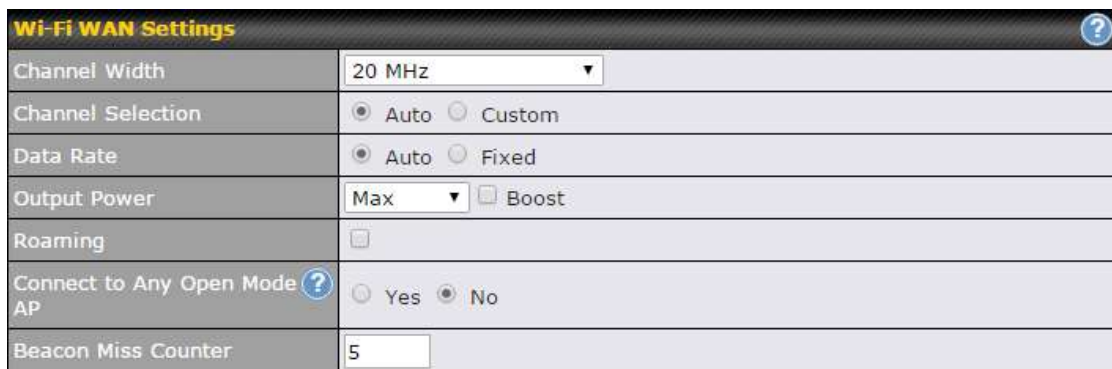 Wi-Fi WAN Settings ?
Channel Width 20 MHz
Channel Selection Auto Custom
Data Rate Auto Fixed
Output Power Max Boost
Roaming
Connect to Any Open Mode ?
AP Yes No
Beacon Miss Counter 5